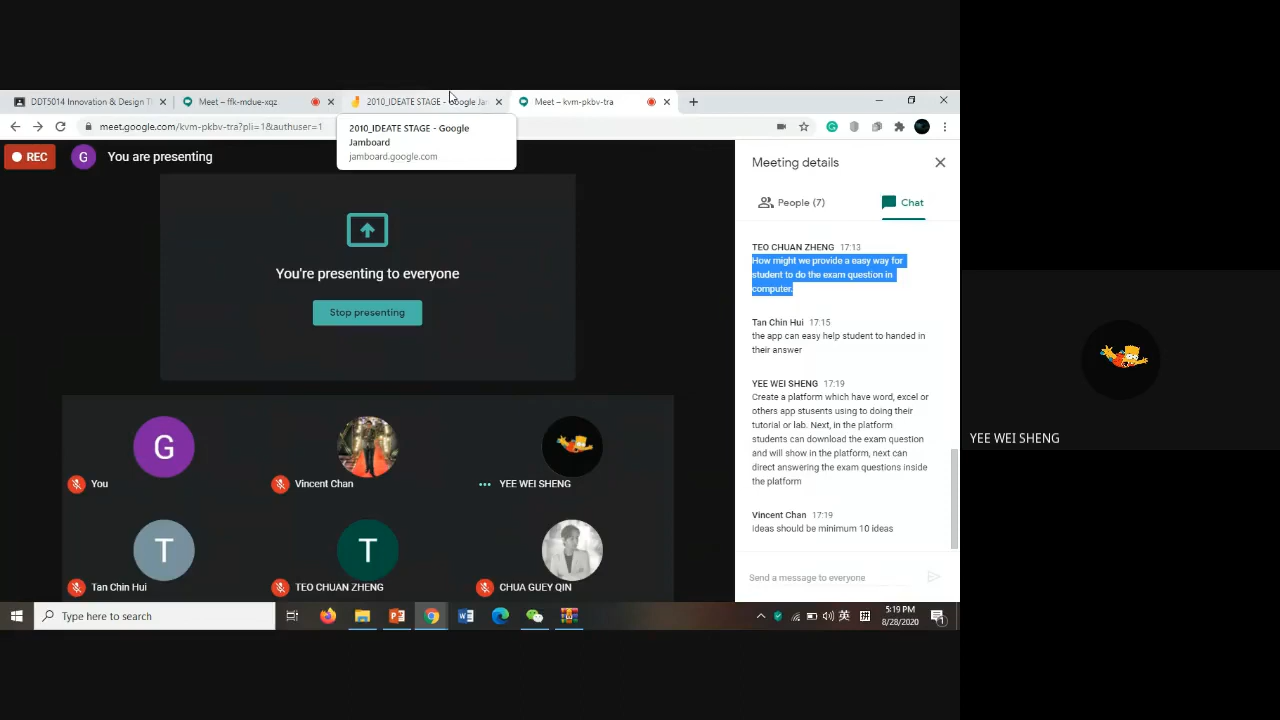 DDT5014 Innovation & Design T
Meet – ffk-mdue-xqz
2010_IDEATE STAGE - Google Ja
Meet – kvm-pkbv-tra
meet.google.com/kvm-pkbv-tra?pli=1&authuser=1
2010_IDEATE STAGE - Google
Jamboard
jamboard.google.com
REC
G
You are presenting
You're presenting to everyone
Stop presenting
G
You
Vincent Chan
YEE WEI SHENG
T
Tan Chin Hui
T
TEO CHUAN ZHENG
CHUA GUEY QIN
Meeting details
People (7)
Chat
TEO CHUAN ZHENG 17:13
How might we provide a easy way for
student to do the exam question in
computer.
Tan Chin Hui 17:15
the app can easy help student to handed in
their answer
YEE WEI SHENG 17:19
Create a platform which have word, excel or
others app stusents using to doing their
tutorial or lab. Next, in the platform
students can download the exam question
and will show in the platform, next can
direct answering the exam questions inside
the platform
Vincent Chan 17:19
ideas should be minimum 10 ideas
Send a message to everyone
YEE WEI SHENG
Type here to search
英
5:19 PM
8/28/2020
1